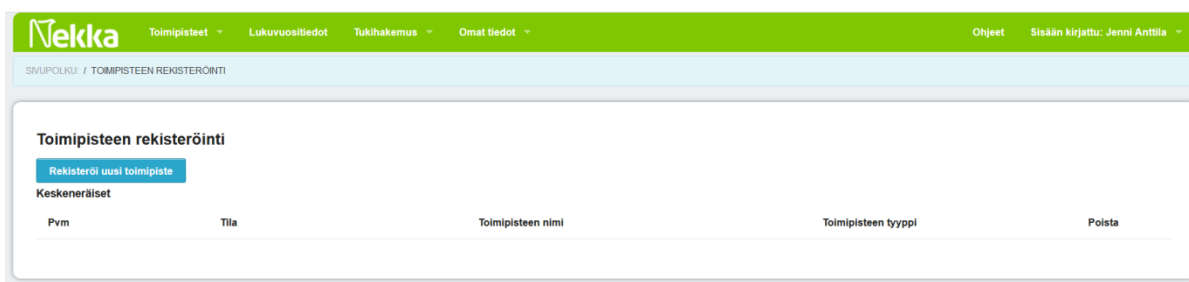 Nekka Toimipisteet Lukuvuositiedot Tukihakemus Omat tiedot Ohjeet Sisään kirjattu: Jenni Anttila
SIVUPOLKU: / TOIMIPISTEEN REKISTERÖINTI
Toimipisteen rekisteröinti
Rekisteröi uusi toimipiste
Keskeneräiset
Pvm Tila Toimipisteen nimi Toimipisteen tyyppi Poista